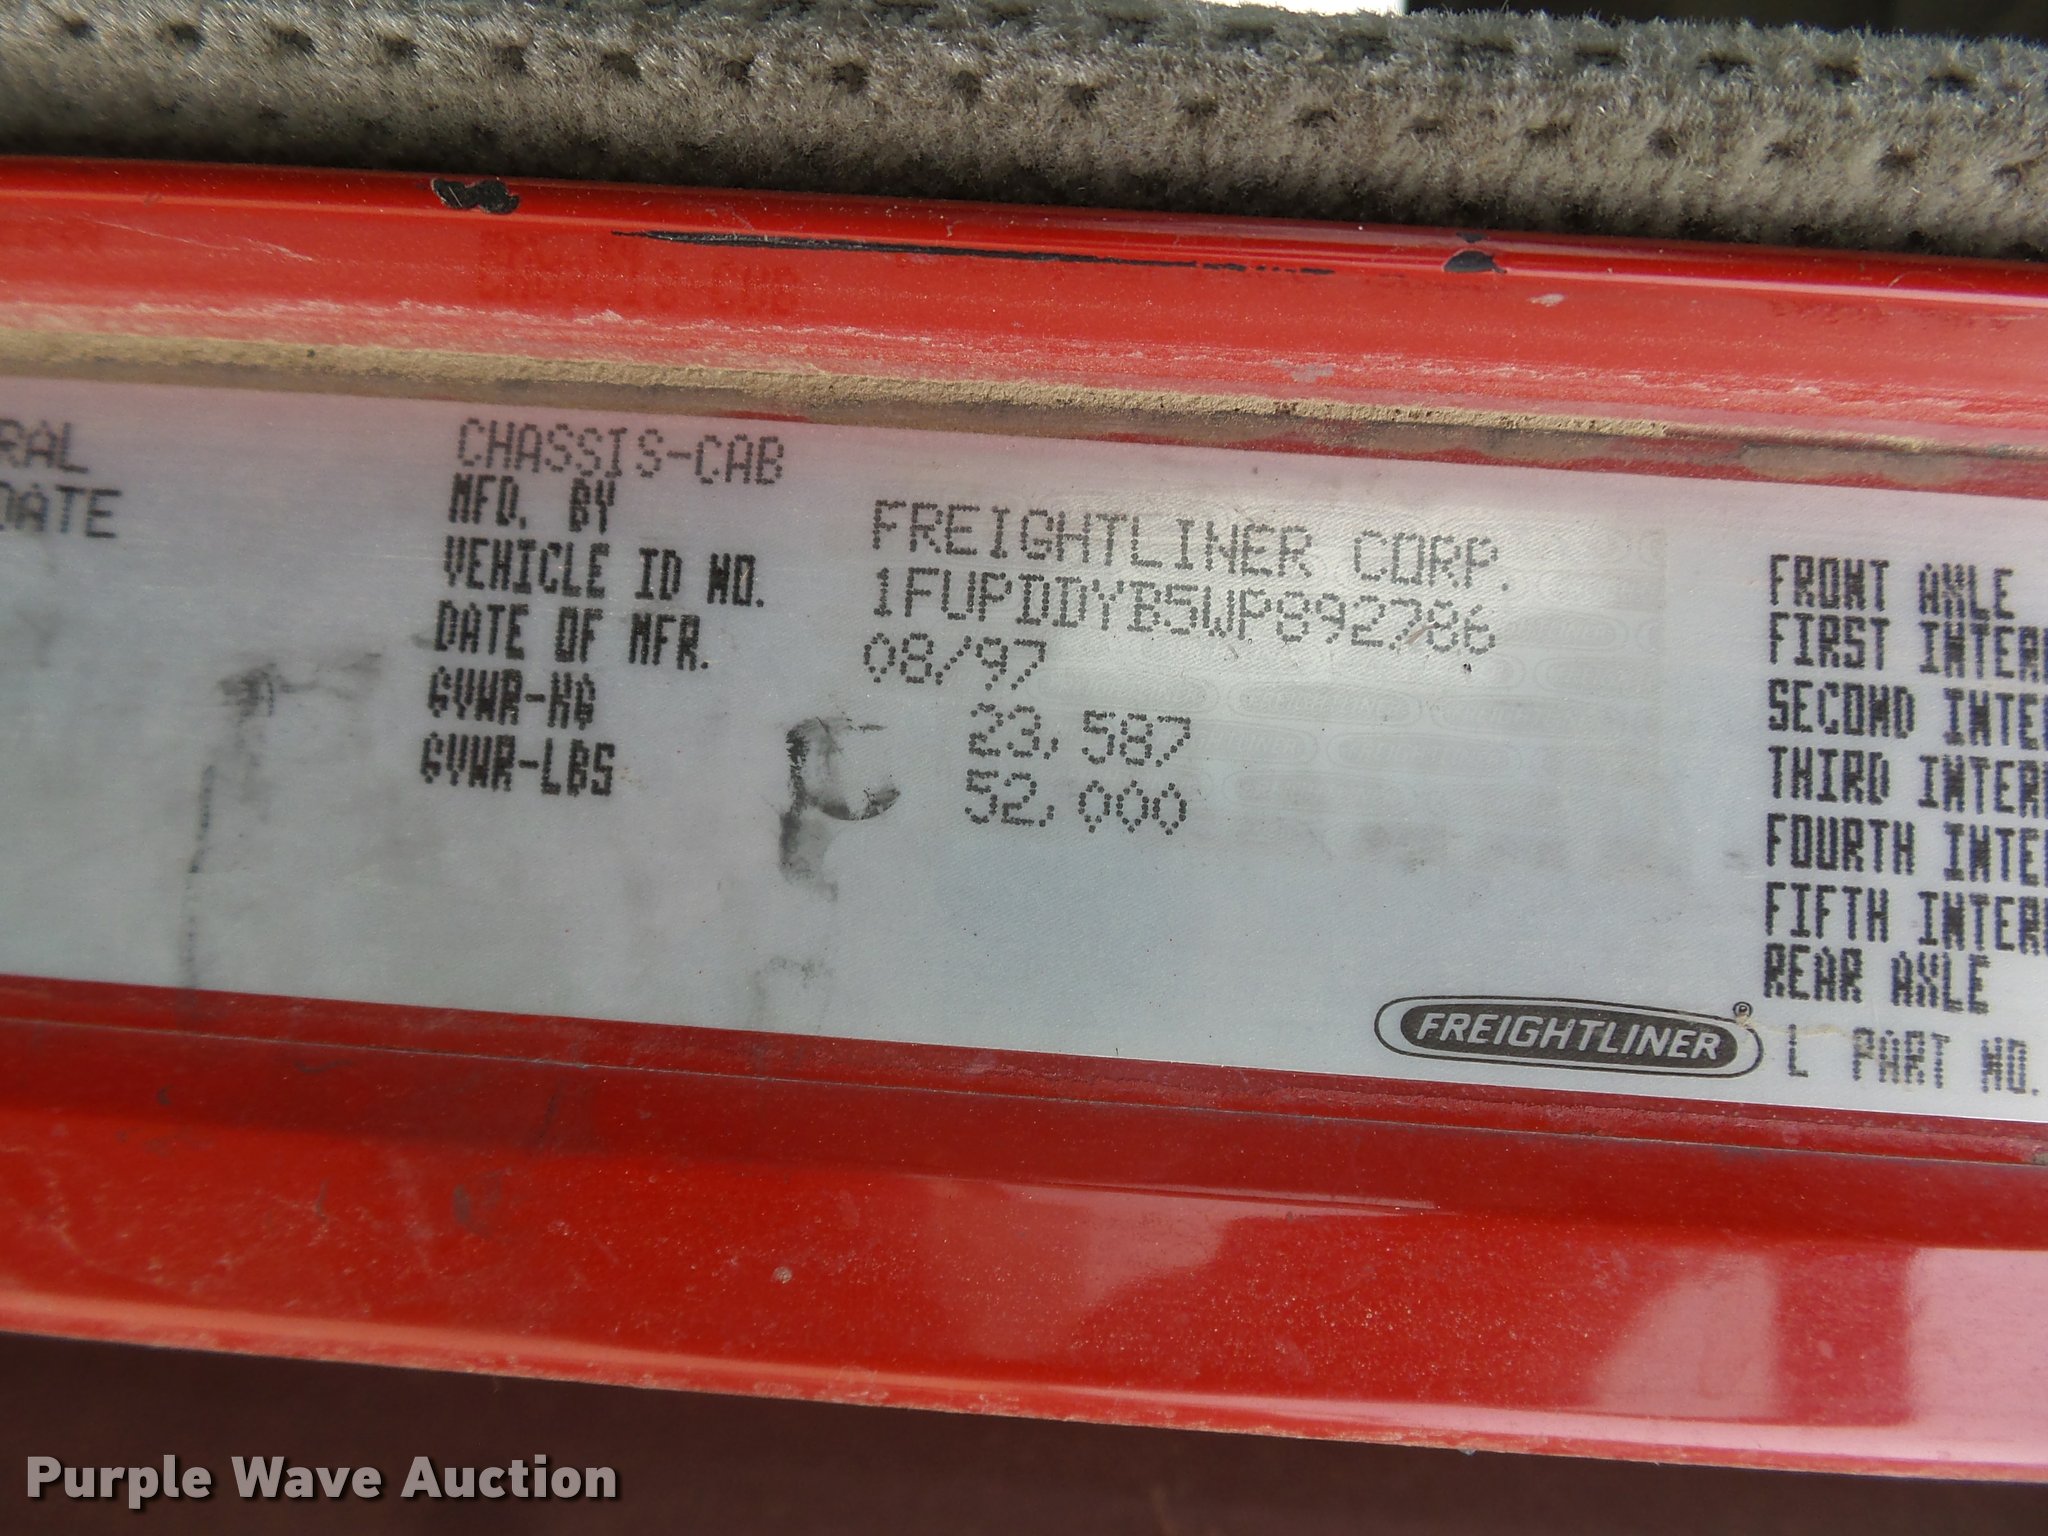 RAL
DATE
CHASSIS-CAB
MFD. BY FREIGHTLINER CORP.
VEHICLE ID NO. 1FUPDDYB5WP892786
DATE OF MFR. 08/97
GVWR-KG 23,587
GVWR-LBS 52,000
FRONT AXLE
FIRST INTER
SECOND INTE
THIRD INTER
FOURTH INTE
FIFTH INTER
REAR AXLE
FREIGHTLINER®
L PART NO.
Purple Wave Auction